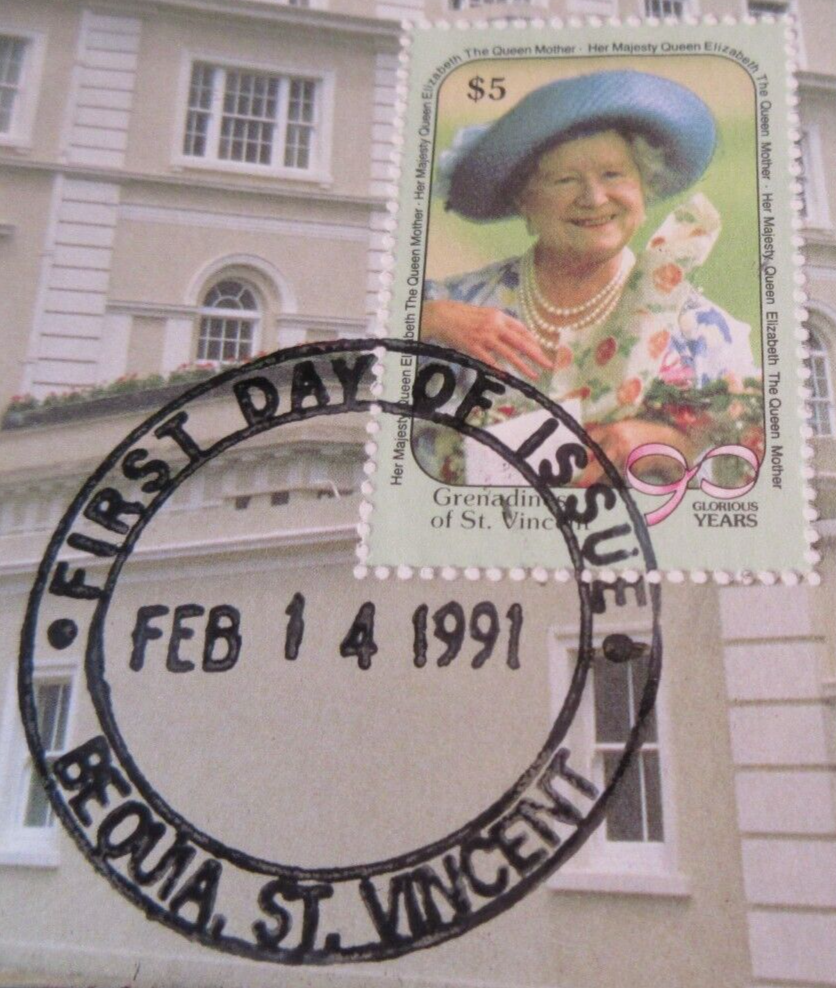 Her Majesty Queen Elizabeth The Queen Mother · Her Majesty Queen Elizabeth The Queen Mother · Her Majesty Queen Elizabeth The Queen Mother · Her Majesty Queen Elizabeth The Queen Mother
$5
90
GLORIOUS
YEARS
Grenadines
of St. Vincent
• FIRST DAY OF ISSUE •
FEB 14 1991
BEQUIA, ST. VINCENT